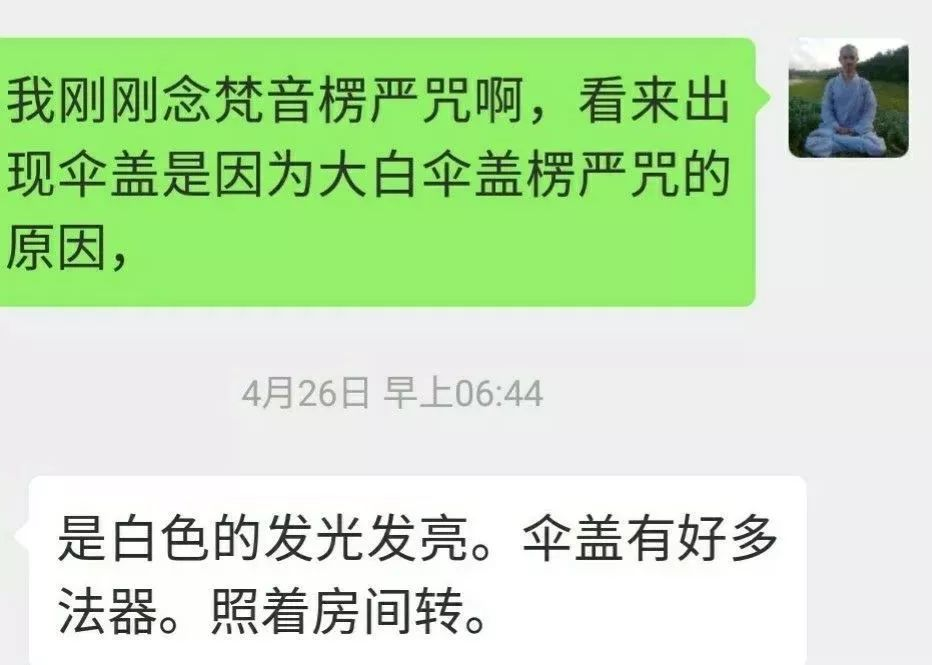 我刚刚念梵音楞严咒啊，看来出
现伞盖是因为大白伞盖楞严咒的
原因，
4月26日 早上06:44
是白色的发光发亮。伞盖有好多
法器。照着房间转。